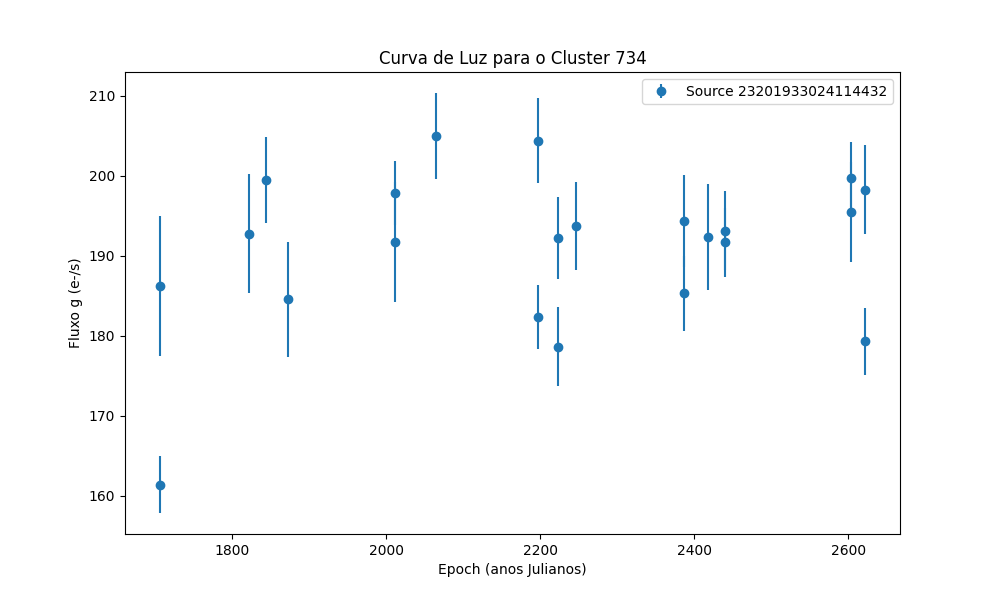 Curva de Luz para o Cluster 734
Source 23201933024114432
210
200
190
180
170
160
Fluxo g (e-/s)
1800 2000 2200 2400 2600
Epoch (anos Julianos)